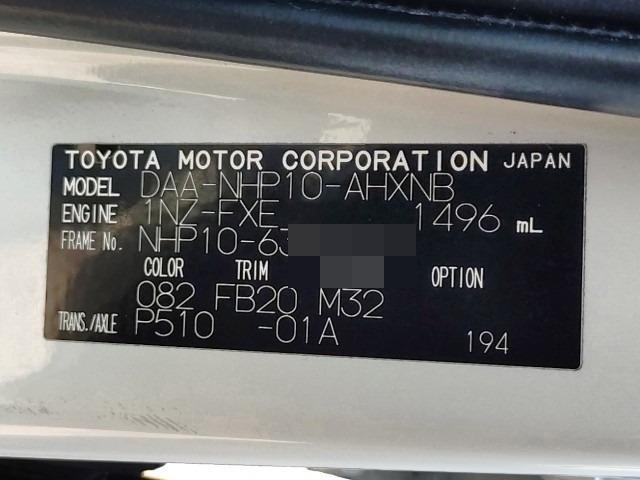 TOYOTA MOTOR CORPORATION JAPAN
MODEL DAA-NHP10-AHXNB
ENGINE 1NZ-FXE 1496 mL
FRAME No. NHP10-63
COLOR TRIM OPTION
082 FB20 M32
TRANS./AXLE P510 -01A 194